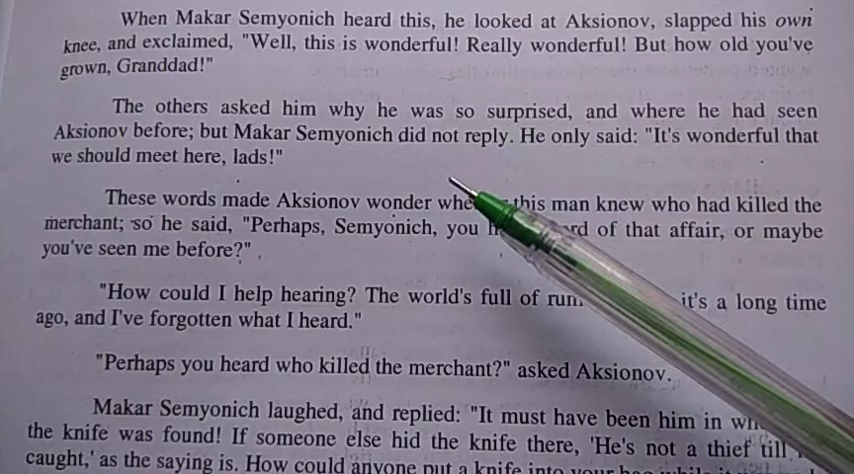 When Makar Semyonich heard this, he looked at Aksionov, slapped his own
knee, and exclaimed, "Well, this is wonderful! Really wonderful! But how old you've
grown, Granddad!"
The others asked him why he was so surprised, and where he had seen
Aksionov before; but Makar Semyonich did not reply. He only said: "It's wonderful that
we should meet here, lads!"
These words made Aksionov wonder this man knew who had killed the
merchant; so he said, "Perhaps, Semyonich, you of that affair, or maybe
you've seen me before?"
"How could I help hearing? The world's full of it's a long time
ago, and I've forgotten what I heard."
"Perhaps you heard who killed the merchant?" asked Aksionov.
Makar Semyonich laughed, and replied: "It must have been him in
the knife was found! If someone else hid the knife there, 'He's not a thief till
caught,' as the saying is. How could anyone put a knife into your